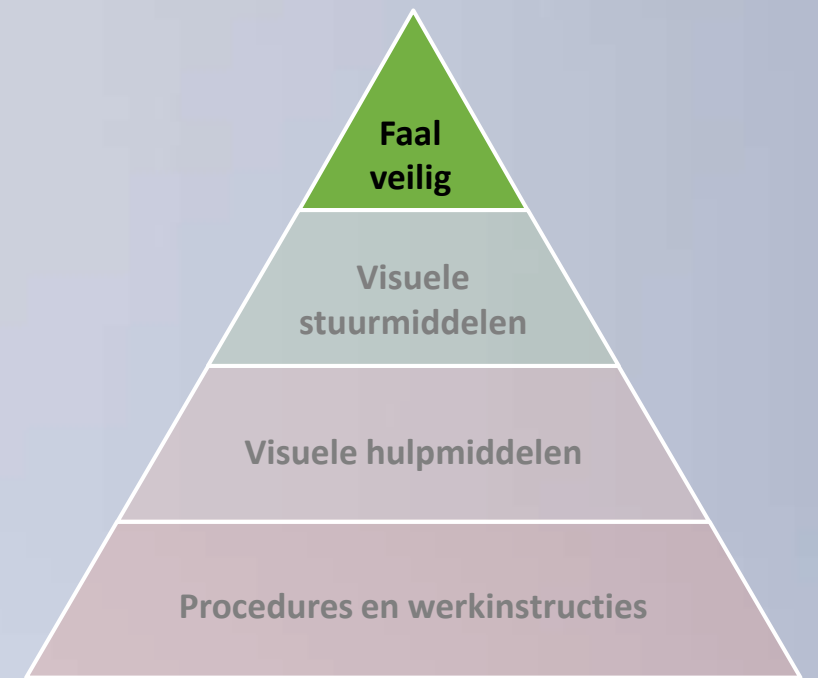 Faal
veilig
Visuele
stuurmiddelen
Visuele hulpmiddelen
Procedures en werkinstructies